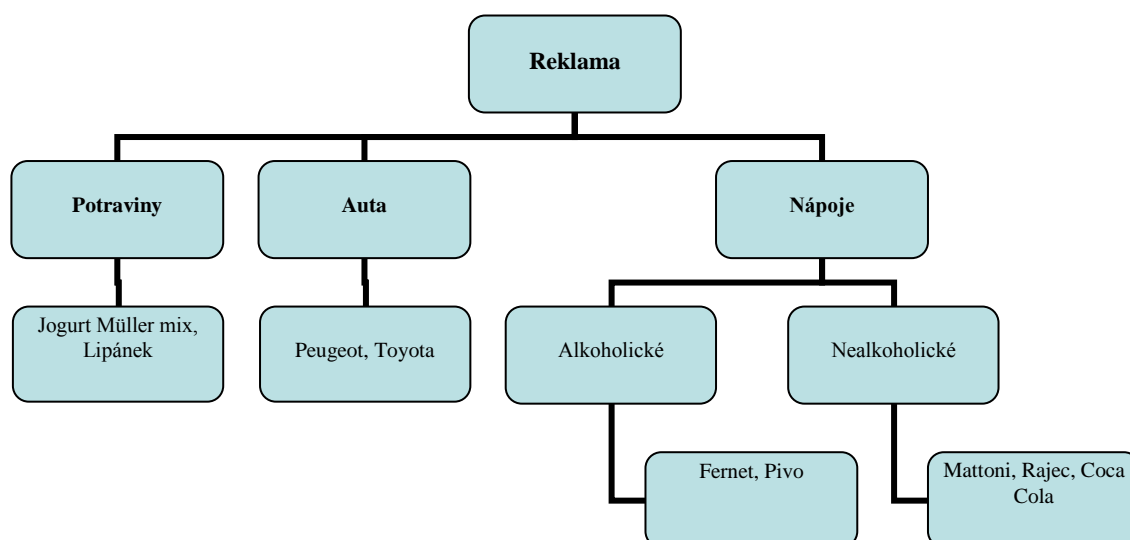 Reklama
Potraviny
Auta
Nápoje
Jogurt Müller mix,
Lipánek
Peugeot, Toyota
Alkoholické
Nealkoholické
Fernet, Pivo
Mattoni, Rajec, Coca
Cola